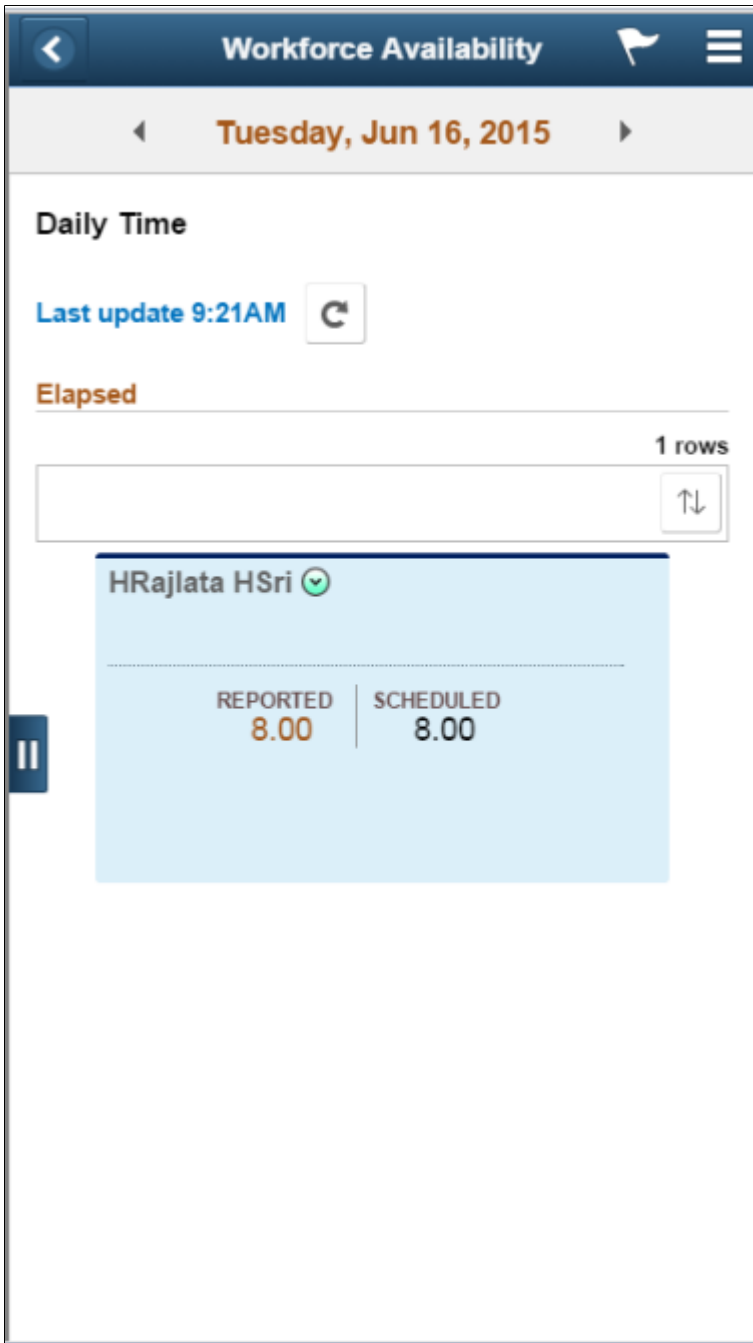 Workforce Availability
Tuesday, Jun 16, 2015
Daily Time
Last update 9:21AM
Elapsed
1 rows
HRajlata HSri
REPORTED SCHEDULED
8.00 8.00